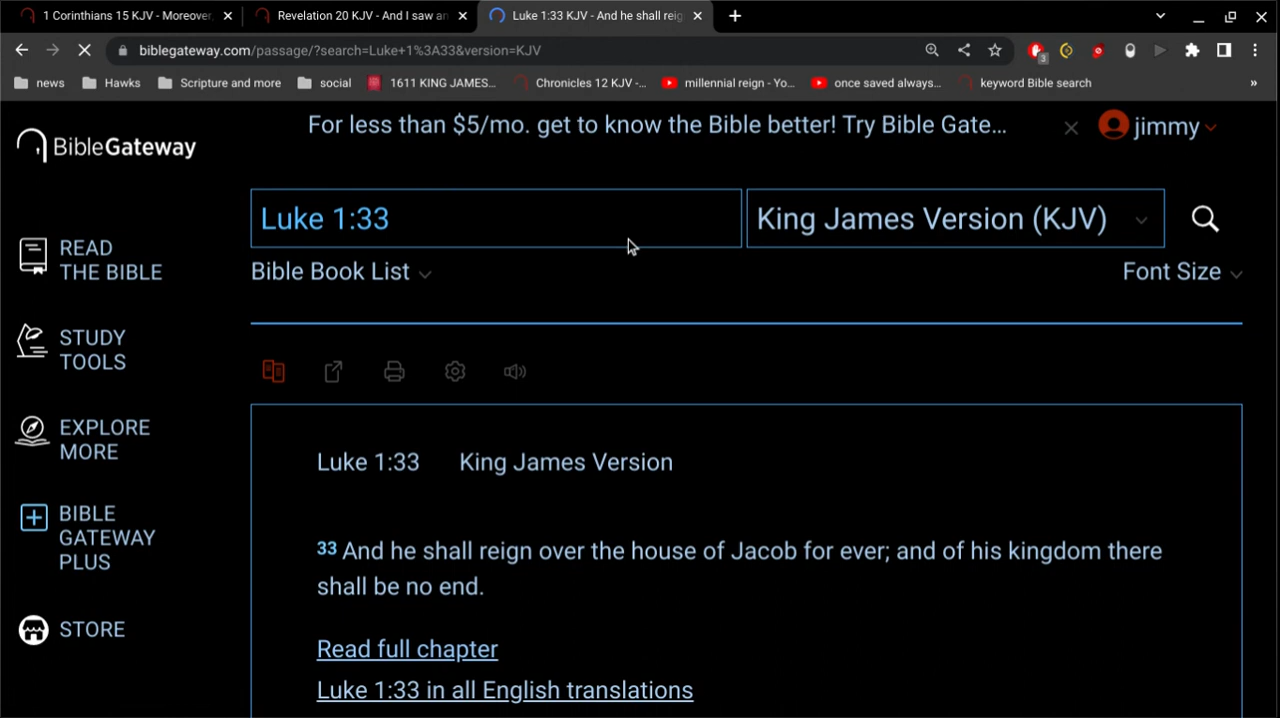 1 Corinthians 15 KJV - Moreover,
Revelation 20 KJV - And I saw an
Luke 1:33 KJV - And he shall reig
biblegateway.com/passage/?search=Luke+1%3A33&version=KJV
3
news
Hawks
Scripture and more
social
1611 KING JAMES...
Chronicles 12 KJV -...
millennial reign - Yo...
once saved always...
keyword Bible search
»
For less than $5/mo. get to know the Bible better! Try Bible Gate...
jimmy
BibleGateway
Luke 1:33
King James Version (KJV)
Bible Book List
Font Size
READ
THE BIBLE
STUDY
TOOLS
EXPLORE
MORE
BIBLE
GATEWAY
PLUS
STORE
Luke 1:33 King James Version
33 And he shall reign over the house of Jacob for ever; and of his kingdom there
shall be no end.
Read full chapter
Luke 1:33 in all English translations